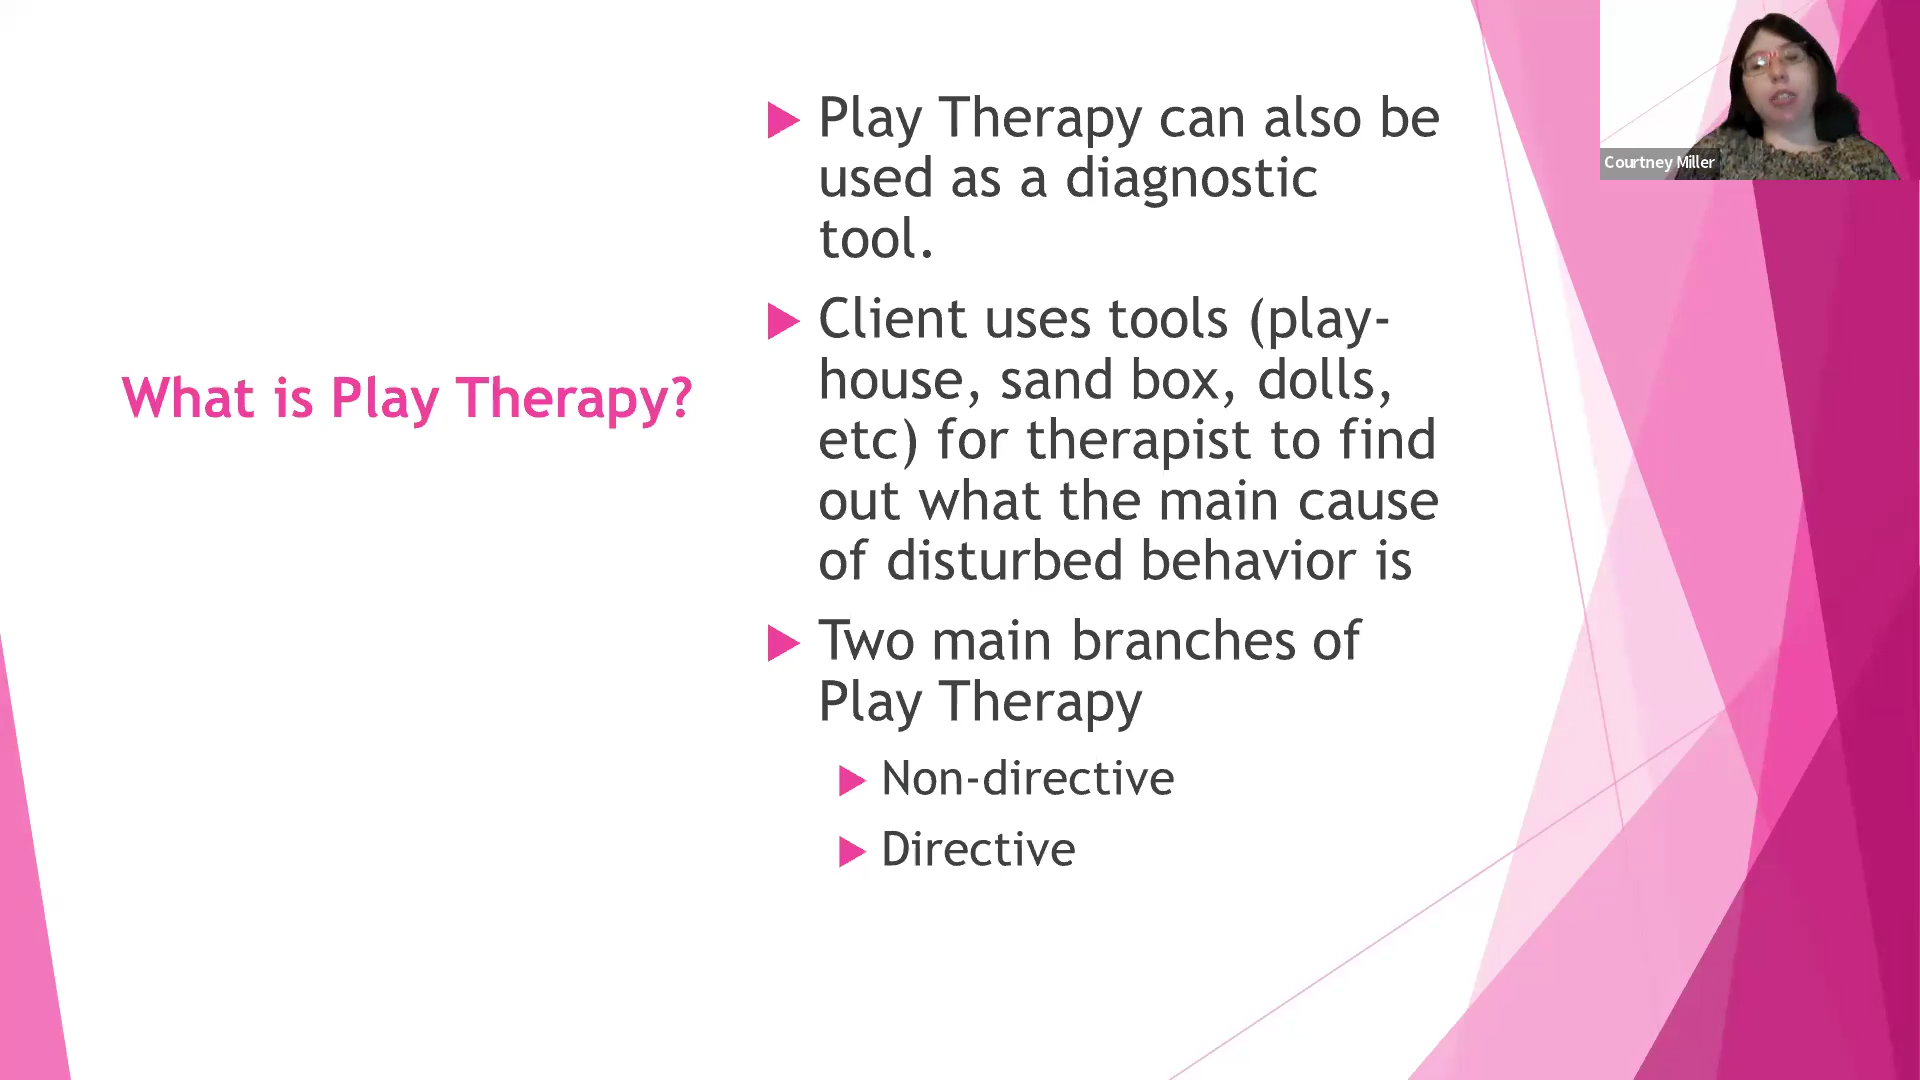 What is Play Therapy?
Play Therapy can also be
used as a diagnostic
tool.
Client uses tools (play-
house, sand box, dolls,
etc) for therapist to find
out what the main cause
of disturbed behavior is
Two main branches of
Play Therapy
Non-directive
Directive
Courtney Miller